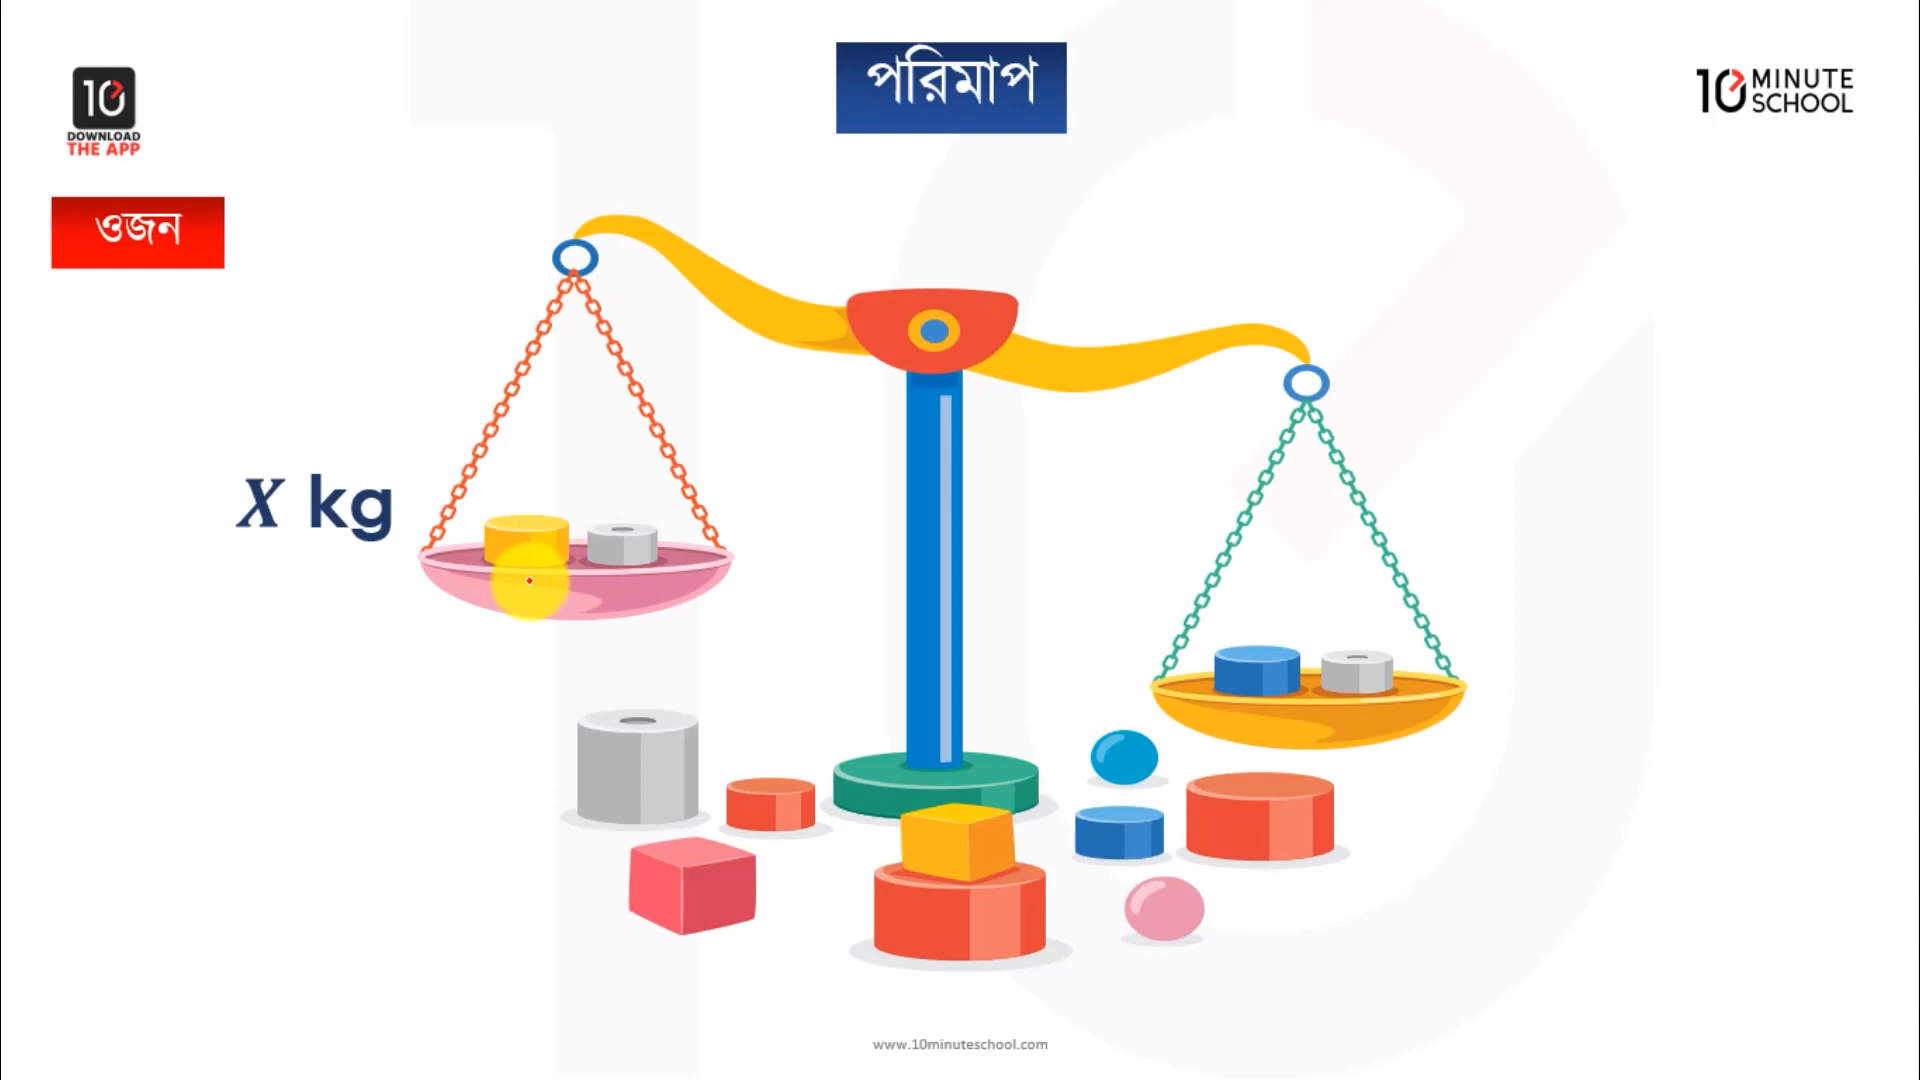 পরিমাপ
10
DOWNLOAD
THE APP
10 MINUTE
SCHOOL
ওজন
X kg
www.10minuteschool.com